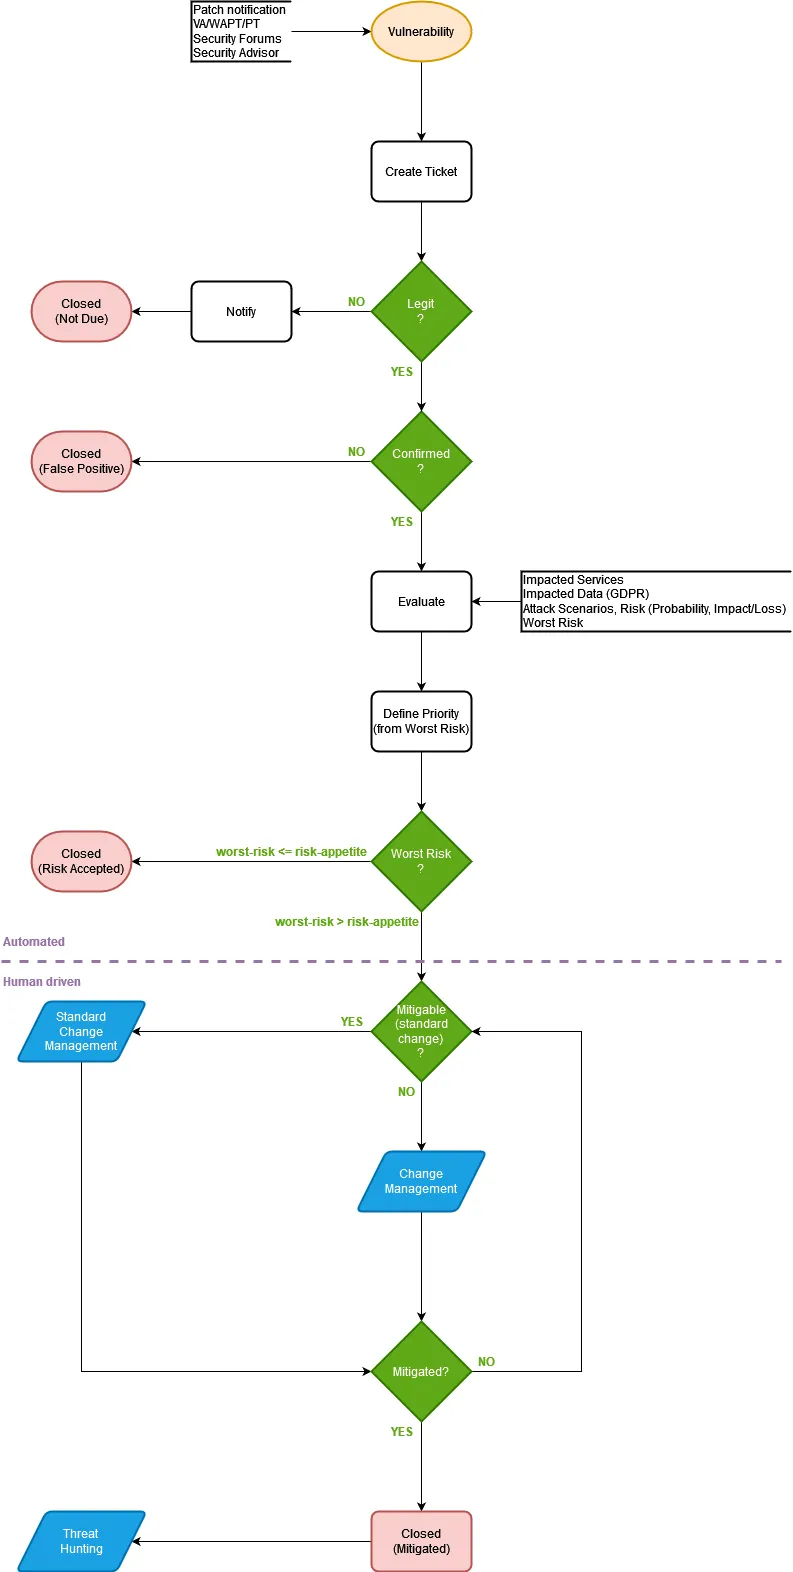 Patch notification
VA/WAPT/PT
Security Forums
Security Advisor
Vulnerability
Create Ticket
Legit
?
NO
Notify
Closed
(Not Due)
YES
Confirmed
?
NO
Closed
(False Positive)
YES
Evaluate
Impacted Services
Impacted Data (GDPR)
Attack Scenarios, Risk (Probability, Impact/Loss)
Worst Risk
Define Priority
(from Worst Risk)
Worst Risk
?
worst-risk <= risk-appetite
Closed
(Risk Accepted)
worst-risk > risk-appetite
Automated
Human driven
Mitigable
(standard
change)
?
YES
Standard
Change
Management
NO
Change
Management
Mitigated?
NO
YES
Closed
(Mitigated)
Threat
Hunting